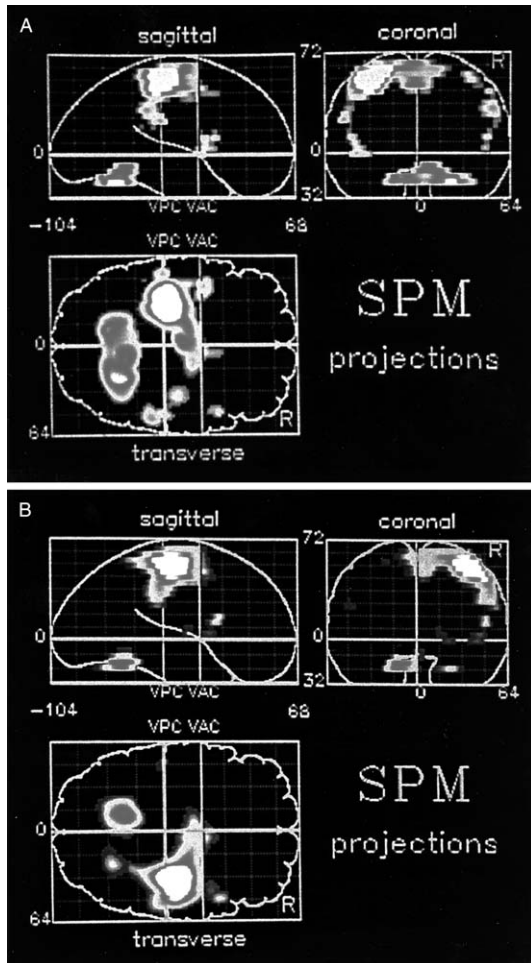 A
sagittal
coronal
72
R
0
0
32
VPC VAC
-104
68
0
64
VPC VAC
0
SPM
projections
64
R
transverse
B
sagittal
coronal
72
R
0
0
32
VPC VAC
-104
68
0
64
VPC VAC
0
SPM
projections
64
R
transverse